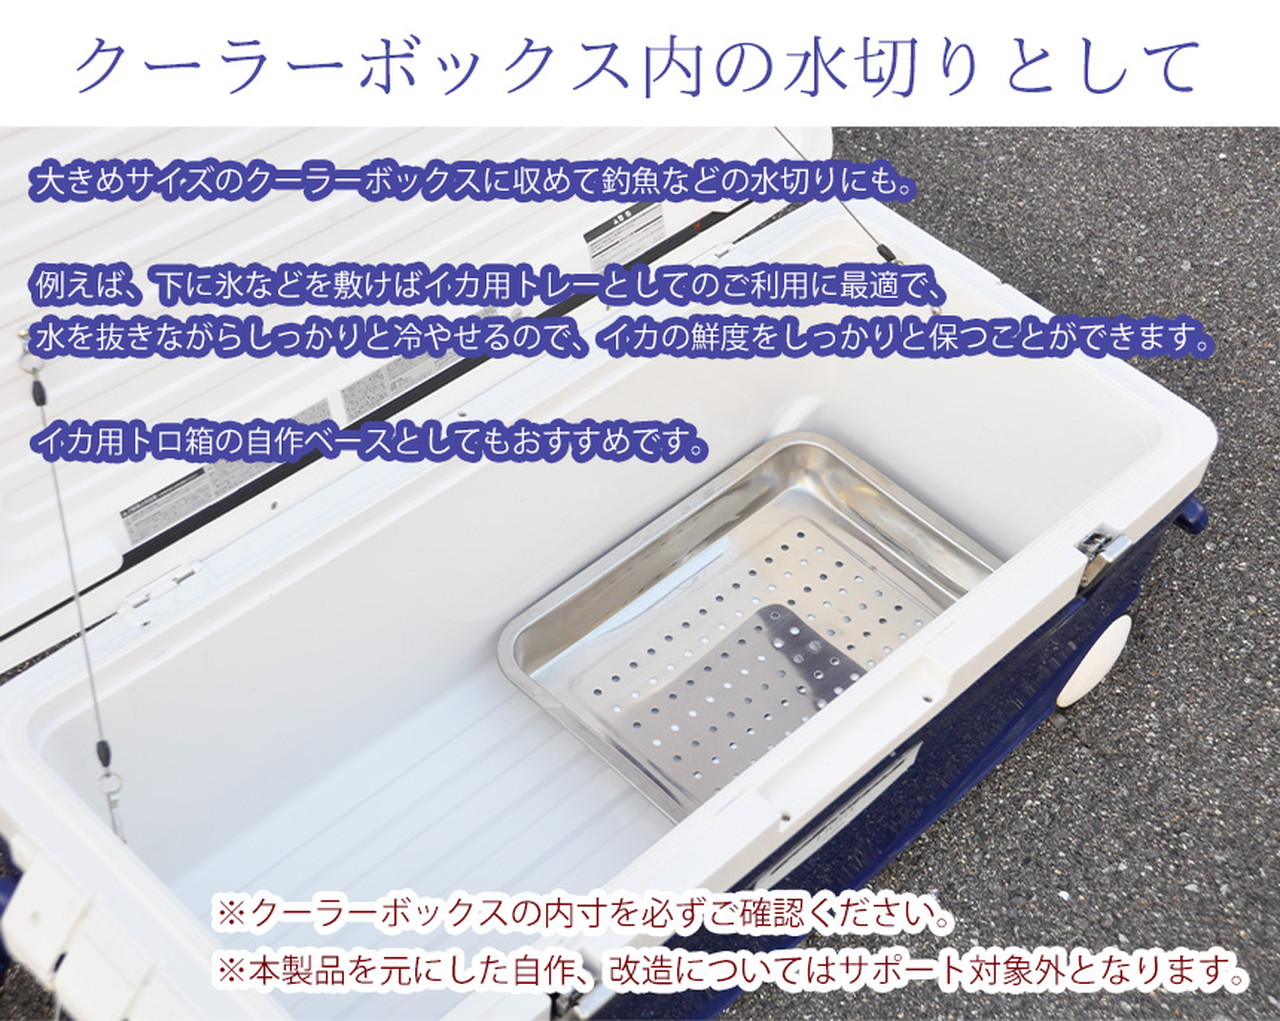 クーラーボックス内の水切りとして
大きめサイズのクーラーボックスに収めて釣魚などの水切りにも。
例えば、下に氷などを敷けばイカ用トレーとしてのご利用に最適で、
水を抜きながらしっかりと冷やせるので、イカの鮮度をしっかりと保つことができます。
イカ用トロ箱の自作ベースとしてもおすすめです。
※クーラーボックスの内寸を必ずご確認ください。
※本製品を元にした自作、改造についてはサポート対象外となります。